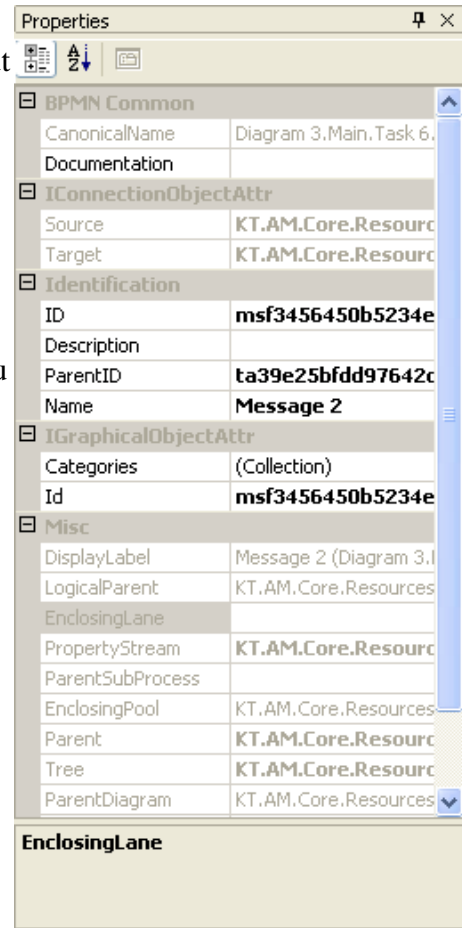 Properties
t
BPMN Common
CanonicalName Diagram 3.Main.Task 6.
Documentation
IConnectionObjectAttr
Source KT.AM.Core.Resourc
Target KT.AM.Core.Resourc
Identification
ID msf3456450b5234e
Description
ParentID ta39e25bfdd97642c
Name Message 2
IGraphicalObjectAttr
Categories (Collection)
Id msf3456450b5234e
Misc
DisplayLabel Message 2 (Diagram 3.
LogicalParent KT.AM.Core.Resources
EnclosingLane
PropertyStream KT.AM.Core.Resourc
ParentSubProcess
EnclosingPool KT.AM.Core.Resources
Parent KT.AM.Core.Resourc
Tree KT.AM.Core.Resourc
ParentDiagram KT.AM.Core.Resources
EnclosingLane